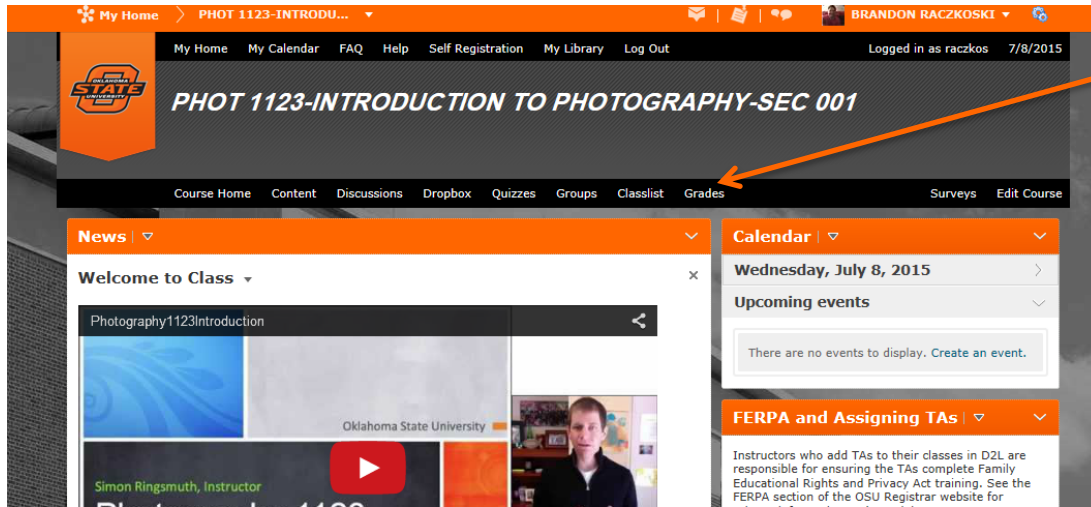 My Home PHOT 1123-INTRODU... BRANDON RACZKOSKI
My Home My Calendar FAQ Help Self Registration My Library Log Out Logged in as raczkos 7/8/2015
OKLAHOMA
STATE
UNIVERSITY
PHOT 1123-INTRODUCTION TO PHOTOGRAPHY-SEC 001
Course Home Content Discussions Dropbox Quizzes Groups Classlist Grades Surveys Edit Course
News
Welcome to Class
Photography1123Introduction
Oklahoma State University
Simon Ringsmuth, Instructor
Calendar
Wednesday, July 8, 2015
Upcoming events
There are no events to display. Create an event.
FERPA and Assigning TAs
Instructors who add TAs to their classes in D2L are
responsible for ensuring the TAs complete Family
Educational Rights and Privacy Act training. See the
FERPA section of the OSU Registrar website for